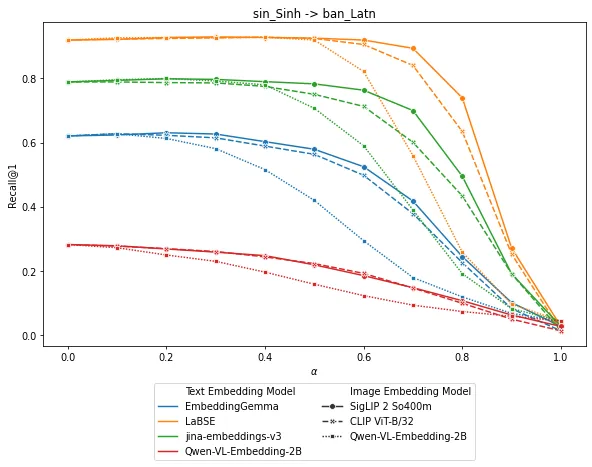 sin_Sinh -> ban_Latn
Recall@1
0.8
0.6
0.4
0.2
0.0
0.0 0.2 0.4 0.6 0.8 1.0
α
Text Embedding Model Image Embedding Model
EmbeddingGemma SigLIP 2 So400m
LaBSE CLIP ViT-B/32
jina-embeddings-v3 Qwen-VL-Embedding-2B
Qwen-VL-Embedding-2B